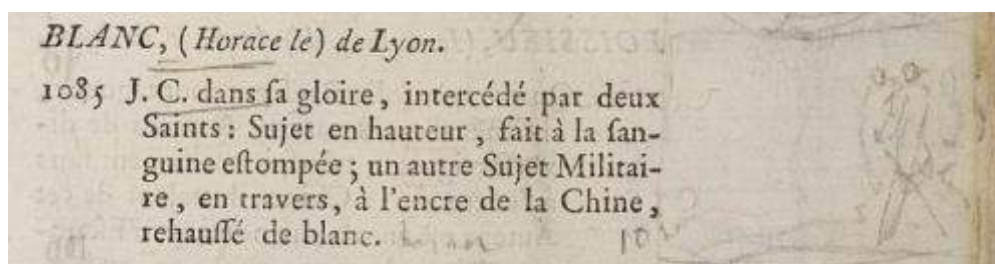 BLANC, (Horace le) de Lyon.
1085 J. C. dans ſa gloire, intercédé par deux
Saints : Sujet en hauteur, fait à la ſan-
guine eſtompée ; un autre Sujet Militai-
re, en travers, à l'encre de la Chine,
rehauſſé de blanc.